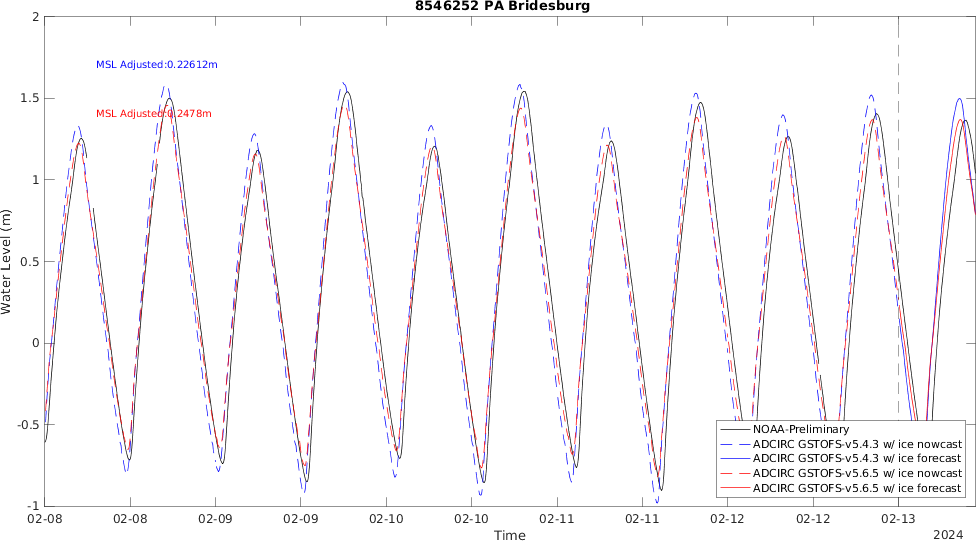 8546252 PA Bridesburg
2
1.5
1
0.5
0
-0.5
-1
Water Level (m)
MSL Adjusted:0.22612m
MSL Adjusted:0.2478m
NOAA-Preliminary
ADCIRC GSTOFS-v5.4.3 w/ ice nowcast
ADCIRC GSTOFS-v5.4.3 w/ ice forecast
ADCIRC GSTOFS-v5.6.5 w/ ice nowcast
ADCIRC GSTOFS-v5.6.5 w/ ice forecast
02-08 02-08 02-09 02-09 02-10 02-10 02-11 02-11 02-12 02-12 02-13
Time
2024